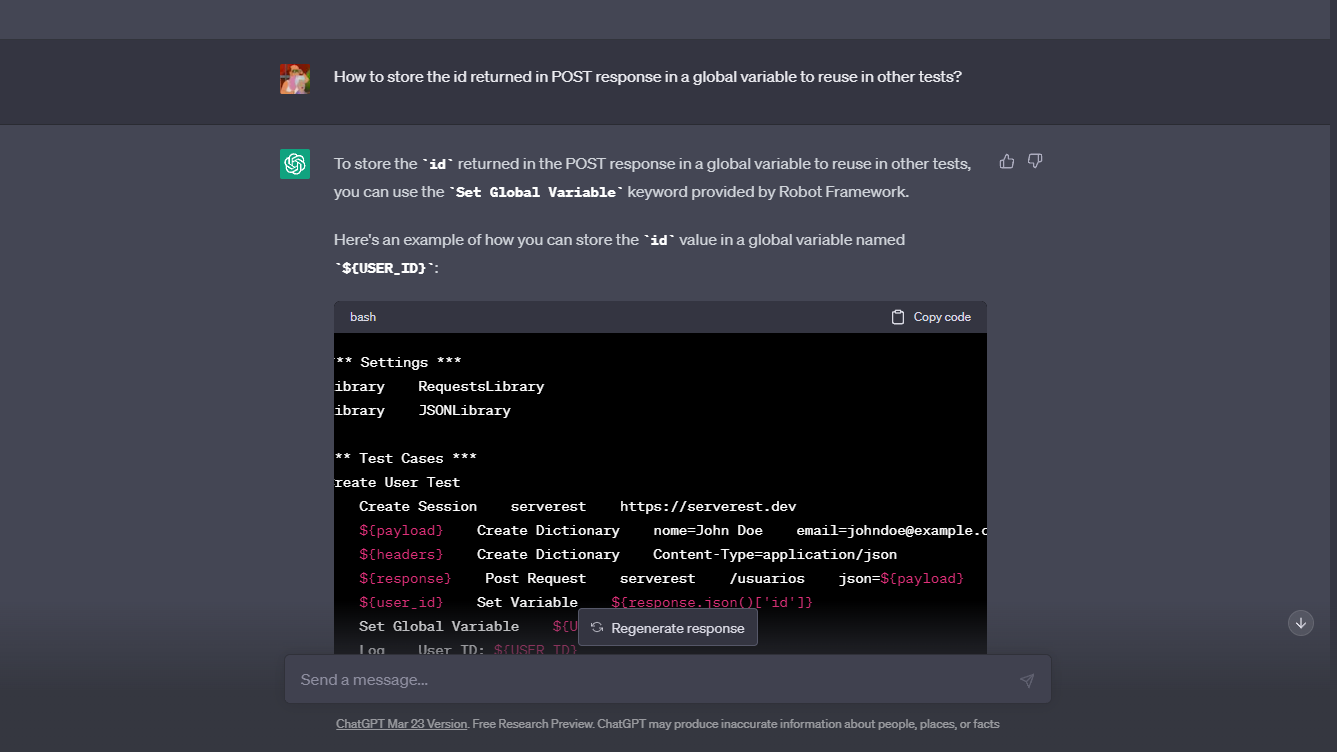 How to store the id returned in POST response in a global variable to reuse in other tests?
To store the `id` returned in the POST response in a global variable to reuse in other tests,
you can use the `Set Global Variable` keyword provided by Robot Framework.
Here's an example of how you can store the `id` value in a global variable named
`${USER_ID}`:
bash
Copy code
** Settings ***
ibrary    RequestsLibrary
ibrary    JSONLibrary
** Test Cases ***
reate User Test
Create Session    serverest    https://serverest.dev
${payload}    Create Dictionary    nome=John Doe    email=johndoe@example.c
${headers}    Create Dictionary    Content-Type=application/json
${response}    Post Request    serverest    /usuarios    json=${payload}
${user_id}    Set Variable    ${response.json()['id']}
Set Global Variable    ${U
Regenerate response
Log    User ID: ${USER_ID}
Send a message...
ChatGPT Mar 23 Version. Free Research Preview. ChatGPT may produce inaccurate information about people, places, or facts